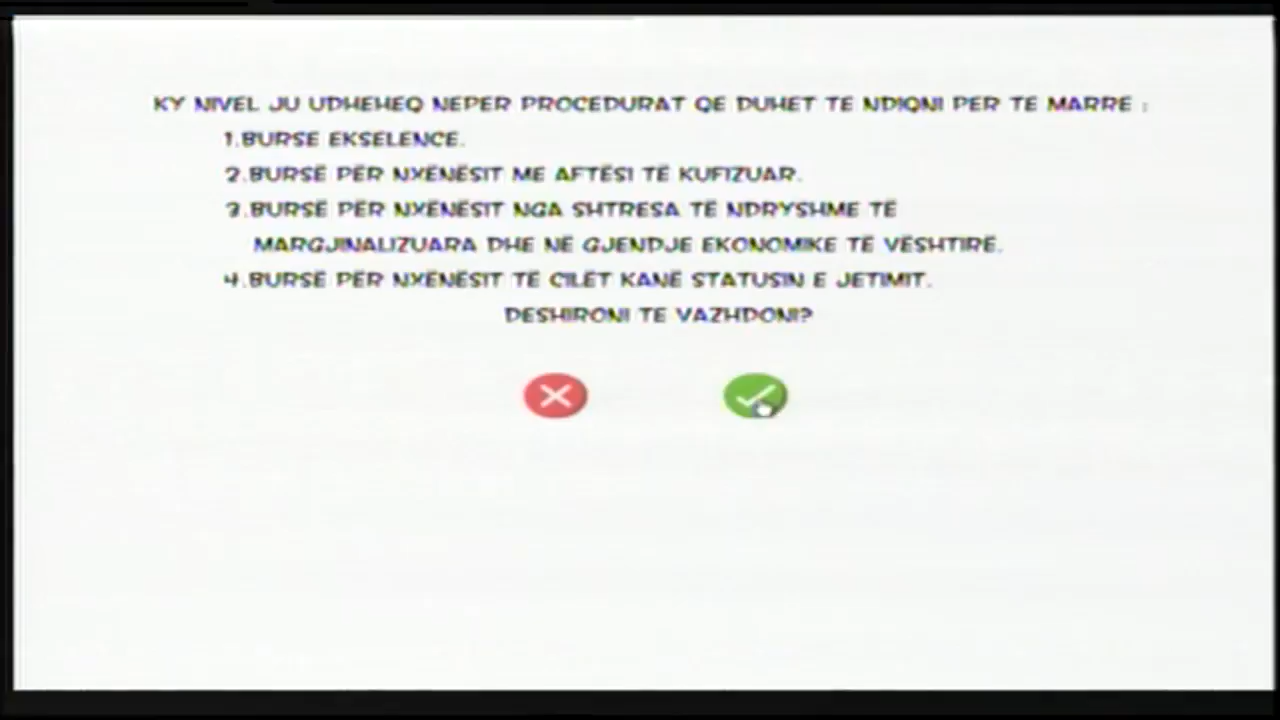 KY NIVEL JU UDHEHEQ NEPER PROCEDURAT QE DUHET TE NDIQNI PER TE MARRE :
1.BURSE EKSELENCE.
2.BURSË PËR NXËNËSIT ME AFTËSI TË KUFIZUAR.
3.BURSË PËR NXËNËSIT NGA SHTRESA TË NDRYSHME TË
MARGJINALIZUARA DHE NË GJENDJE EKONOMIKE TË VËSHTIRË.
4.BURSË PËR NXËNËSIT TË CILËT KANË STATUSIN E JETIMIT.
DESHIRONI TE VAZHDONI?